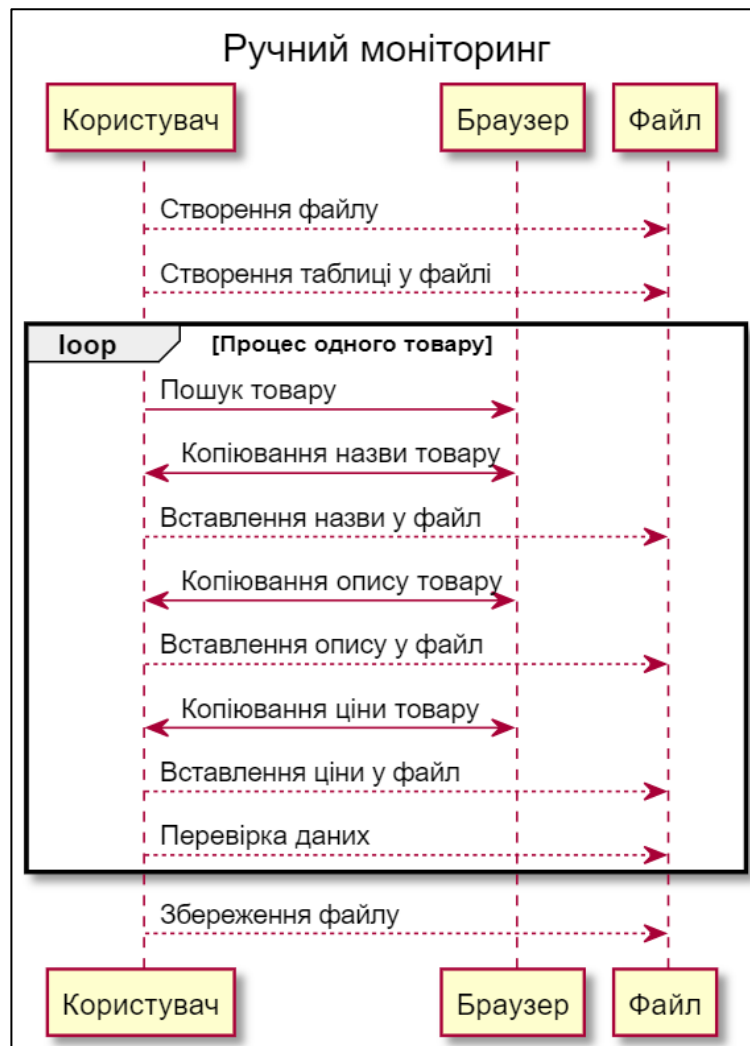 Ручний моніторинг
Користувач Браузер Файл
Створення файлу
Створення таблиці у файлі
loop [Процес одного товару]
Пошук товару
Копіювання назви товару
Вставлення назви у файл
Копіювання опису товару
Вставлення опису у файл
Копіювання ціни товару
Вставлення ціни у файл
Перевірка даних
Збереження файлу
Користувач Браузер Файл